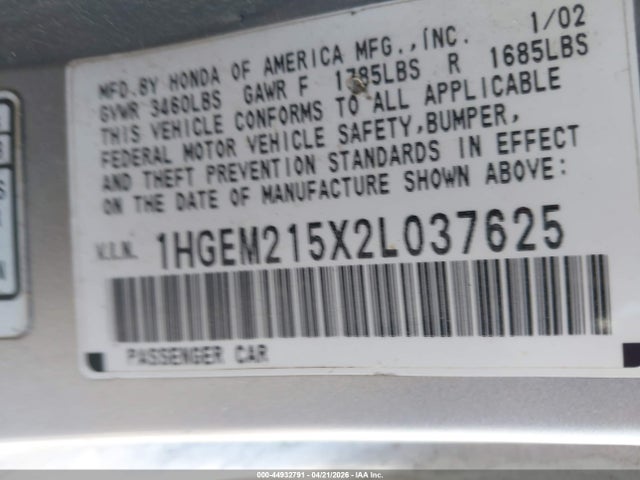 MFD.BY HONDA OF AMERICA MFG.,INC. 1/02
GVWR 3460LBS GAWR F 1785LBS R 1685LBS
THIS VEHICLE CONFORMS TO ALL APPLICABLE
FEDERAL MOTOR VEHICLE SAFETY,BUMPER,
AND THEFT PREVENTION STANDARDS IN EFFECT
ON THE DATE OF MANUFACTURE SHOWN ABOVE:
V.I.N. 1HGEM215X2L037625
PASSENGER CAR
000-44932791 - 04/21/2026 - IAA Inc.